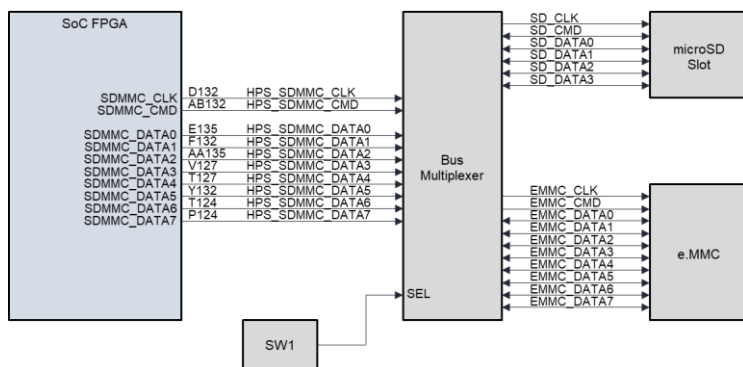 SoC FPGA
SDMMC_CLK D132 HPS_SDMMC_CLK
SDMMC_CMD AB132 HPS_SDMMC_CMD
SDMMC_DATA0 E135 HPS_SDMMC_DATA0
SDMMC_DATA1 F132 HPS_SDMMC_DATA1
SDMMC_DATA2 AA135 HPS_SDMMC_DATA2
SDMMC_DATA3 V127 HPS_SDMMC_DATA3
SDMMC_DATA4 T127 HPS_SDMMC_DATA4
SDMMC_DATA5 Y132 HPS_SDMMC_DATA5
SDMMC_DATA6 T124 HPS_SDMMC_DATA6
SDMMC_DATA7 P124 HPS_SDMMC_DATA7
SW1
Bus
Multiplexer
SEL
SD_CLK
SD_CMD
SD_DATA0
SD_DATA1
SD_DATA2
SD_DATA3
microSD
Slot
EMMC_CLK
EMMC_CMD
EMMC_DATA0
EMMC_DATA1
EMMC_DATA2
EMMC_DATA3
EMMC_DATA4
EMMC_DATA5
EMMC_DATA6
EMMC_DATA7
e.MMC